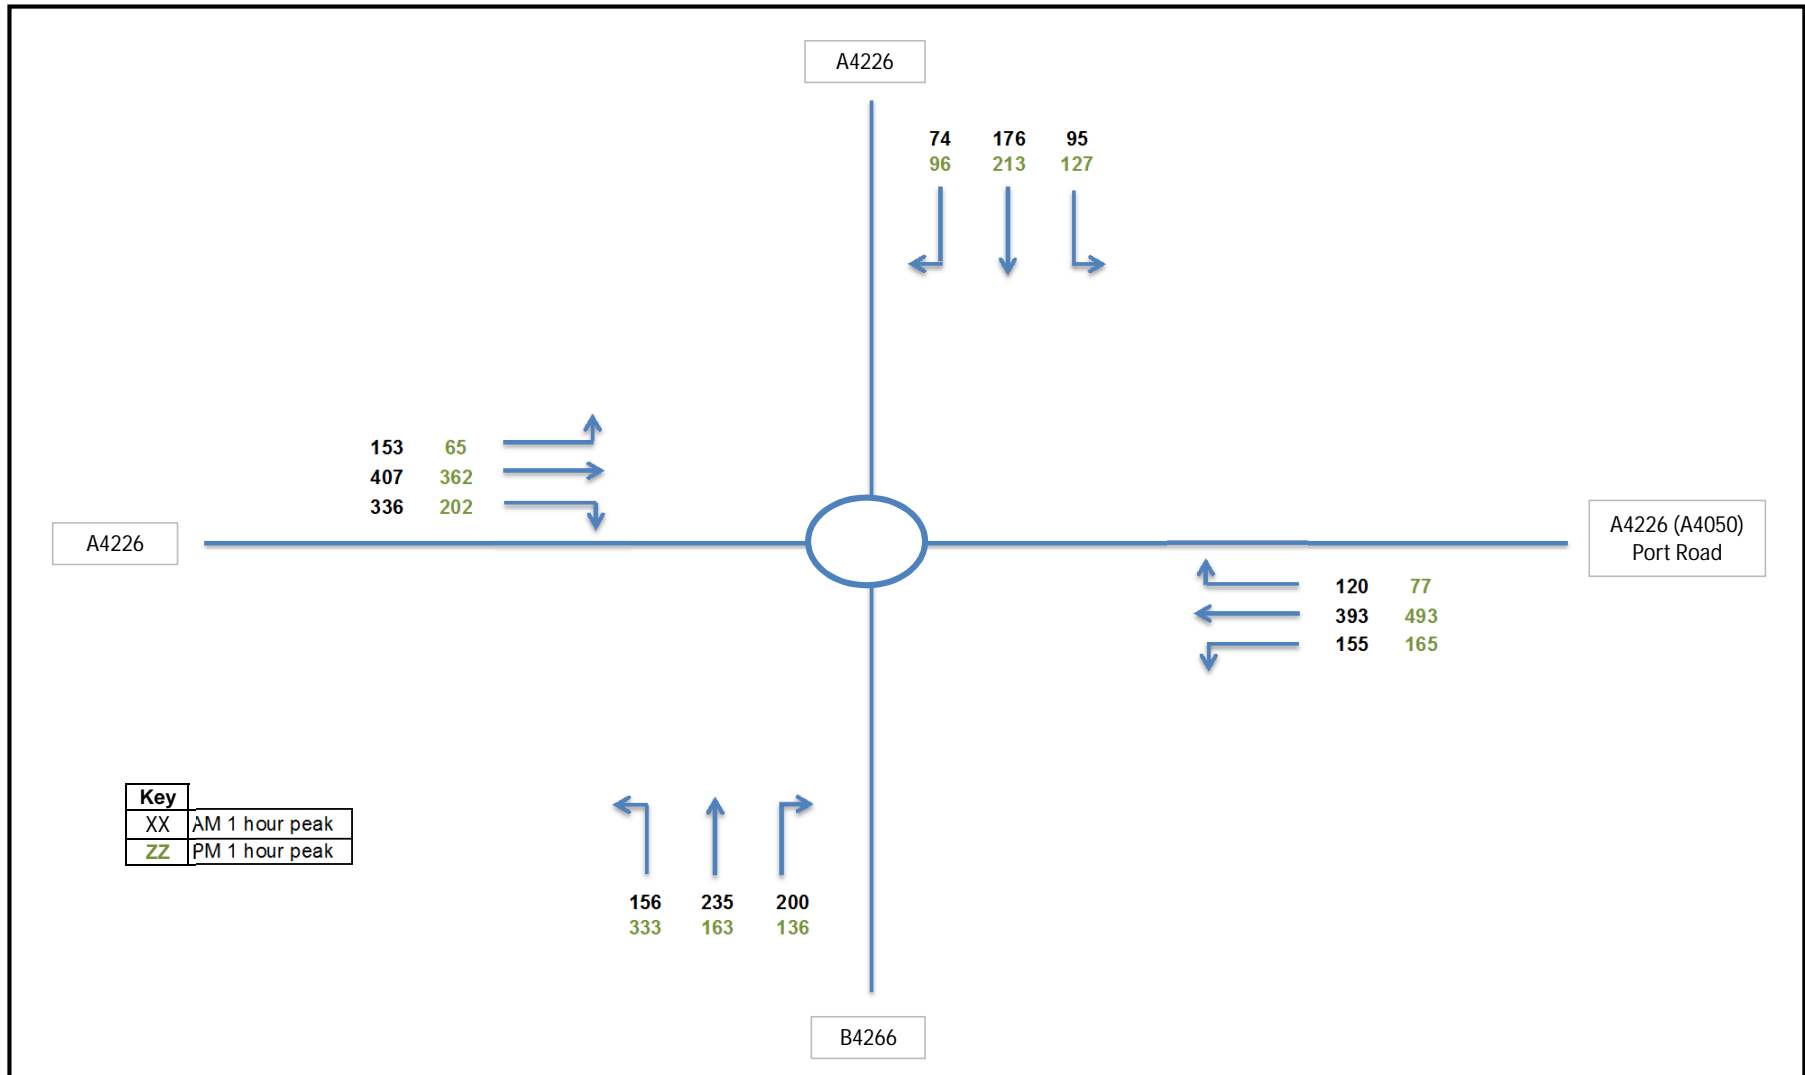 A4226
74 176 95
96 213 127
153 65
407 362
336 202
A4226
A4226 (A4050)
Port Road
120 77
393 493
155 165
Key
XX AM 1 hour peak
ZZ PM 1 hour peak
156 235 200
333 163 136
B4266